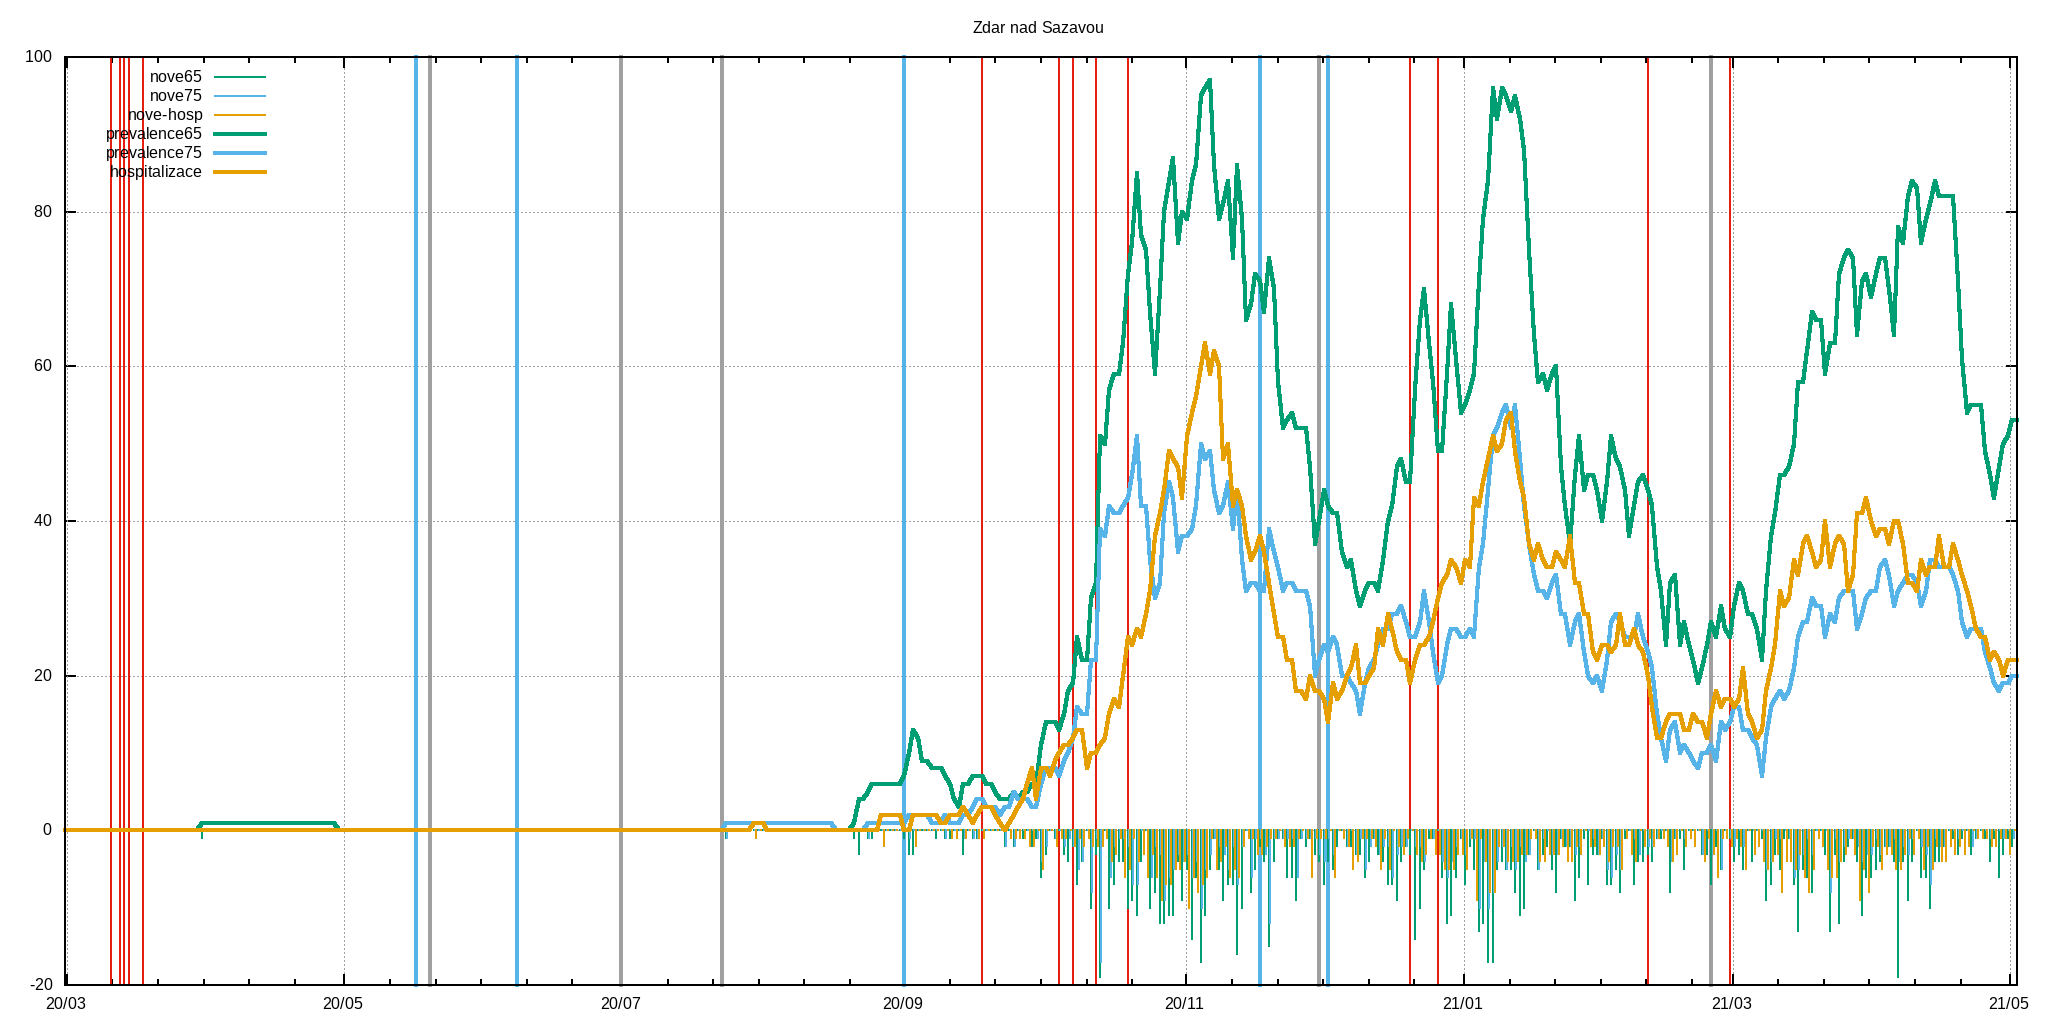 Zdar nad Sazavou
100
80
60
40
20
0
-20
nove65
nove75
nove-hosp
prevalence65
prevalence75
hospitalizace
20/03 20/05 20/07 20/09 20/11 21/01 21/03 21/05